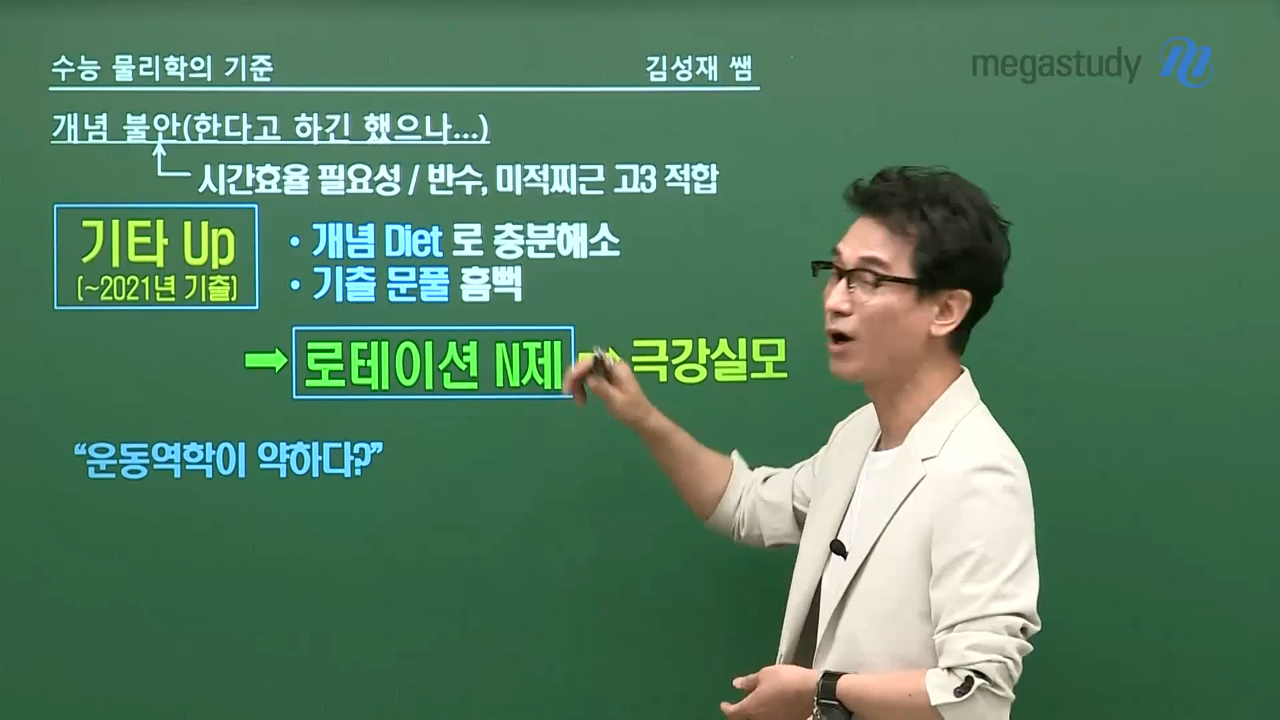 수능 물리학의 기준
김성재 쌤
megastudy
개념 불안(한다고 하긴 했으나...)
시간효율 필요성 / 반수, 미적찌근 고3 적합
기타 Up
(~2021년 기출)
• 개념 Diet 로 충분해소
• 기출 문풀 흠뻑
➡ 로테이션 N제 ➡ 극강실모
“운동역학이 약하다?”